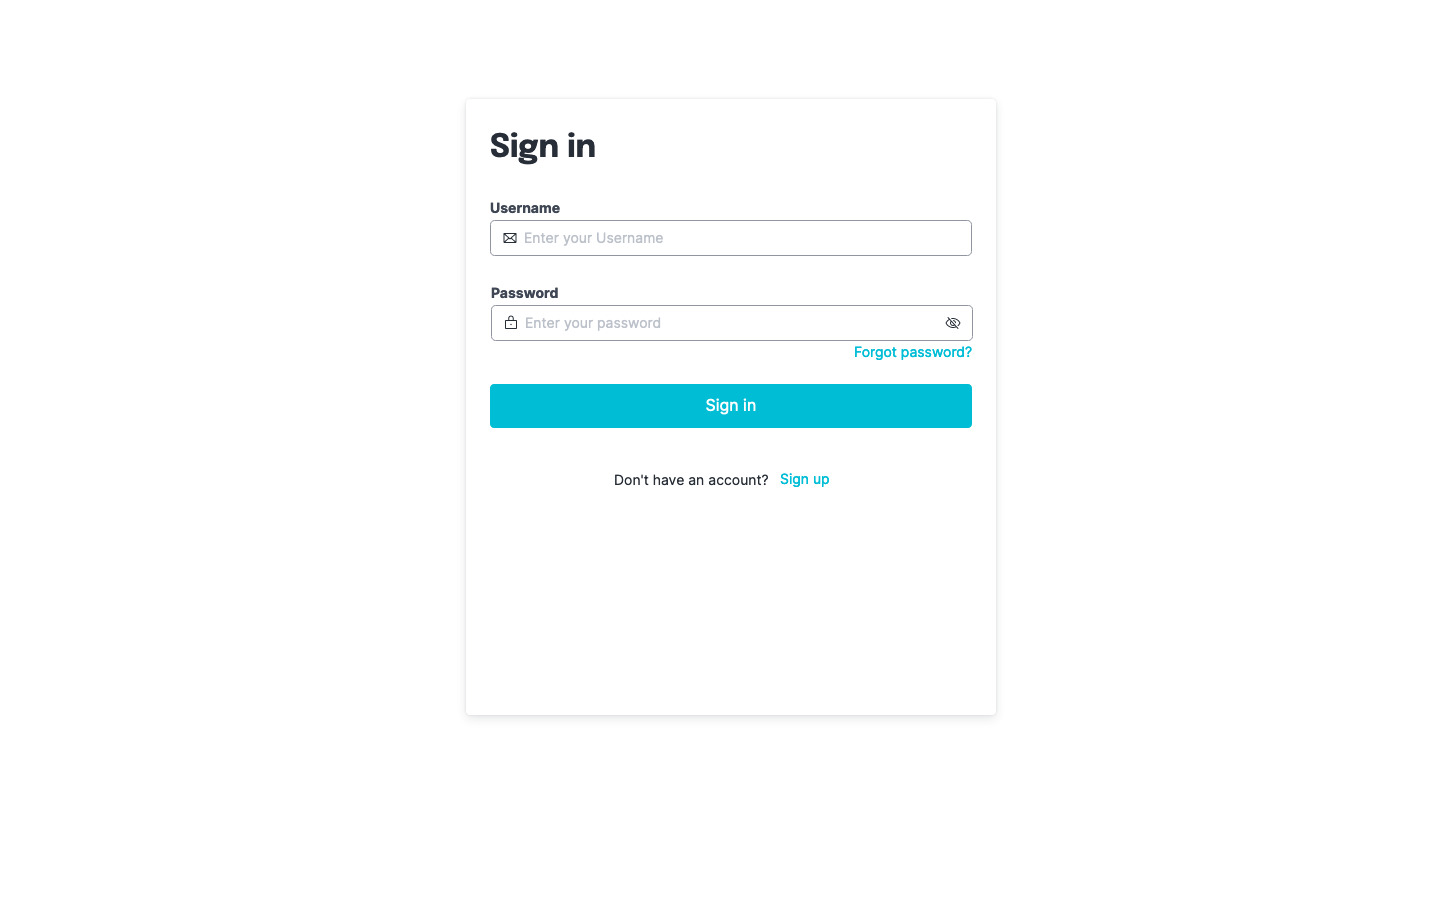 Sign in
Username
Enter your Username
Password
Enter your password
Forgot password?
Sign in
Don't have an account? Sign up